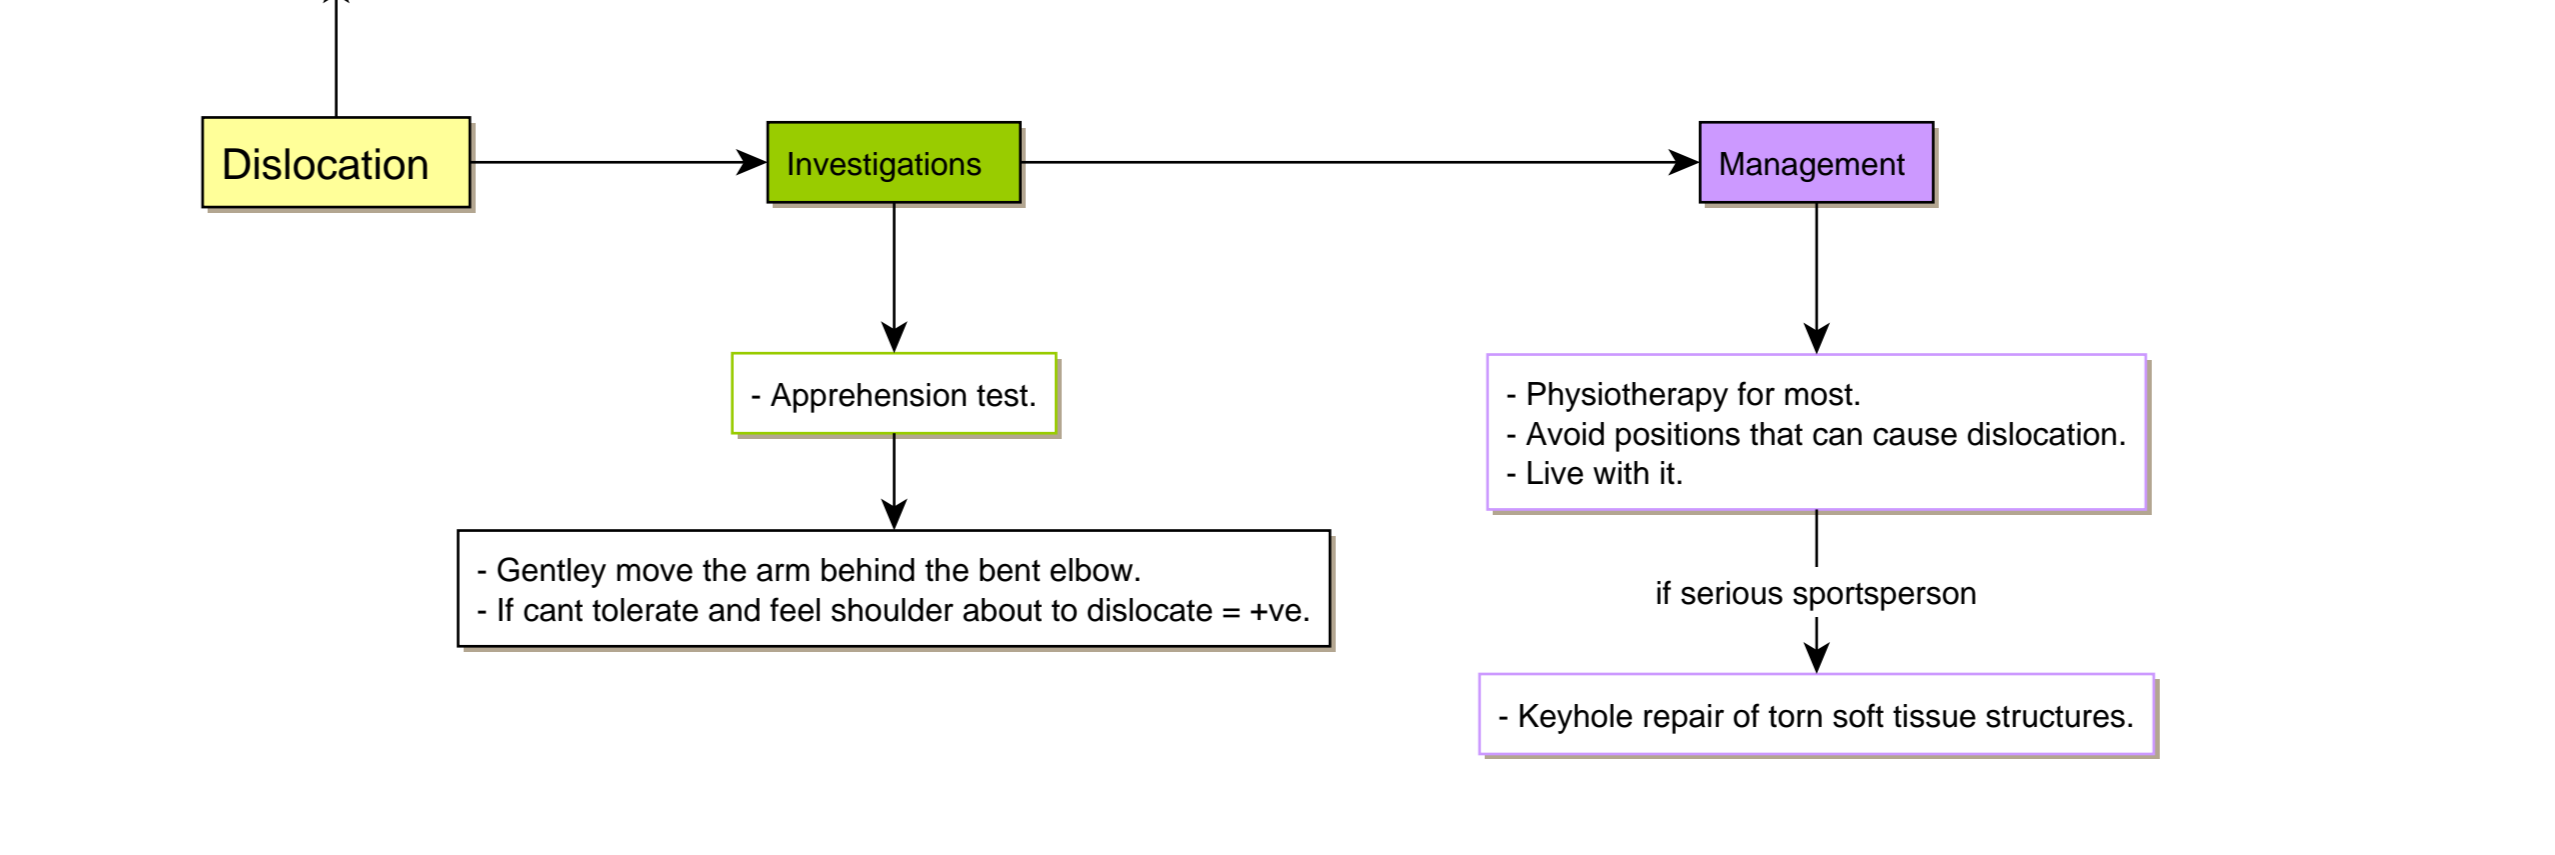 Dislocation
Investigations
Management
- Apprehension test.
- Gentley move the arm behind the bent elbow.
- If cant tolerate and feel shoulder about to dislocate = +ve.
- Physiotherapy for most.
- Avoid positions that can cause dislocation.
- Live with it.
if serious sportsperson
- Keyhole repair of torn soft tissue structures.